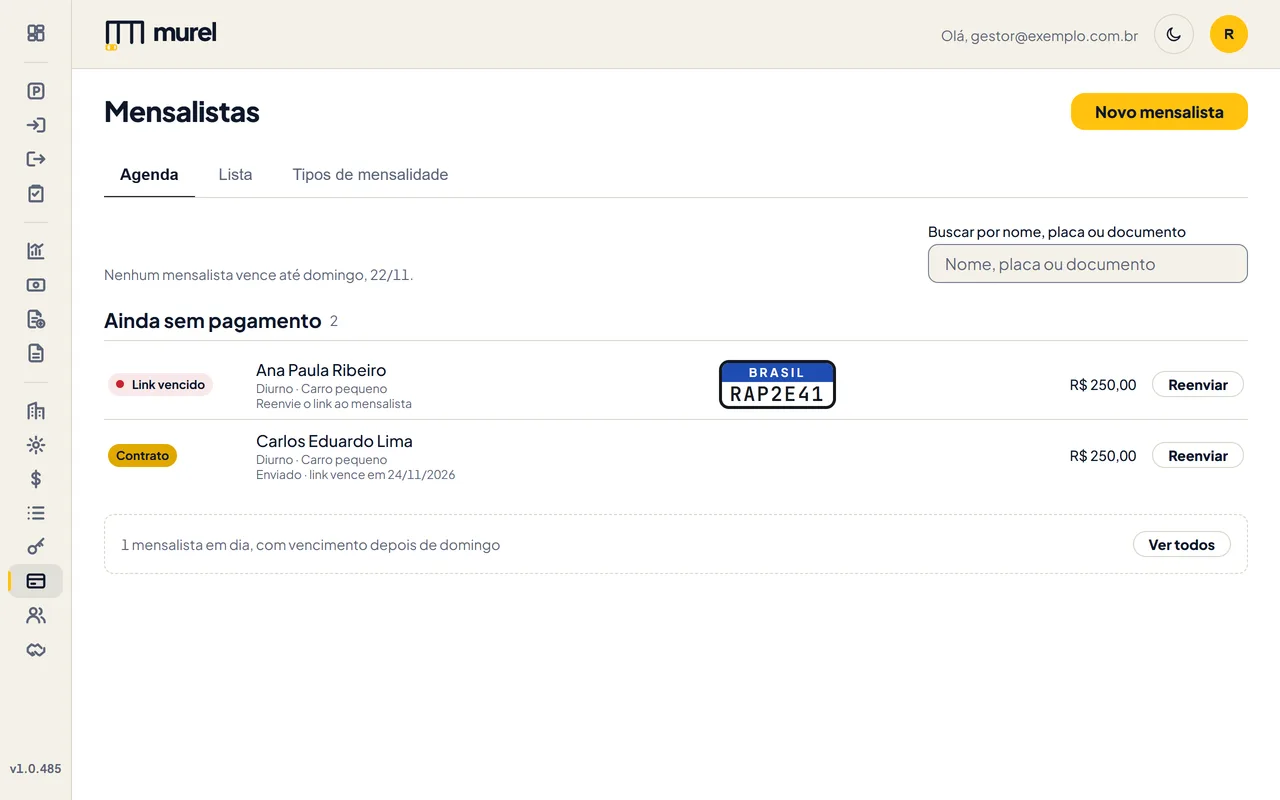 murel
Olá, gestor@exemplo.com.br
R
Mensalistas
Novo mensalista
Agenda
Lista
Tipos de mensalidade
Buscar por nome, placa ou documento
Nome, placa ou documento
Nenhum mensalista vence até domingo, 22/11.
Ainda sem pagamento 2
Link vencido
Ana Paula Ribeiro
Diurno · Carro pequeno
Reenvie o link ao mensalista
BRASIL
RAP2E41
R$ 250,00
Reenviar
Contrato
Carlos Eduardo Lima
Diurno · Carro pequeno
Enviado · link vence em 24/11/2026
R$ 250,00
Reenviar
1 mensalista em dia, com vencimento depois de domingo
Ver todos
v1.0.485